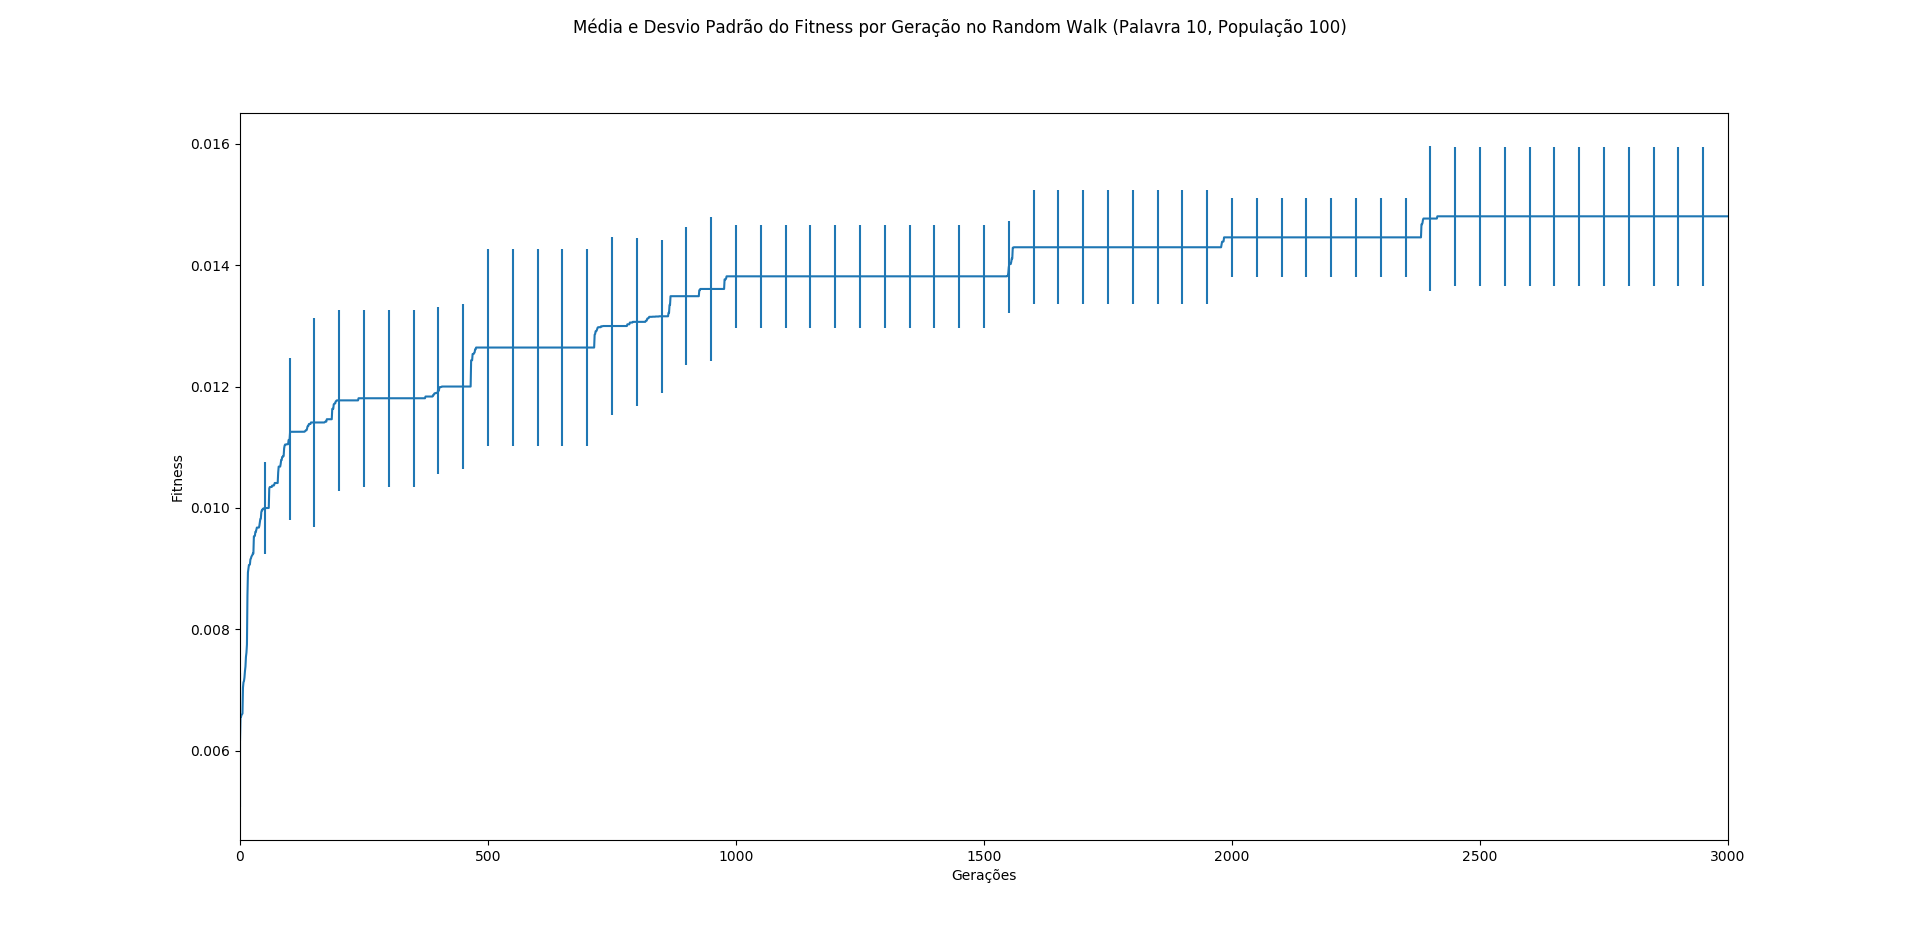 Média e Desvio Padrão do Fitness por Geração no Random Walk (Palavra 10, População 100)
0.016
0.014
0.012
0.010
0.008
0.006
Fitness
0 500 1000 1500 2000 2500 3000
Gerações